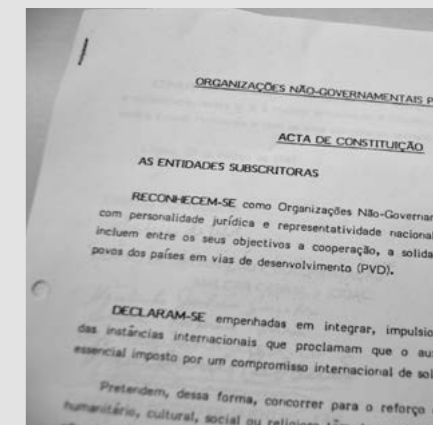 ORGANIZAÇÕES NÃO-GOVERNAMENTAIS P
ACTA DE CONSTITUIÇÃO
AS ENTIDADES SUBSCRITORAS
RECONHECEM-SE como Organizações Não-Governa
com personalidade jurídica e representatividade nacional
incluem entre os seus objectivos a cooperação, a solida
povos dos países em vias de desenvolvimento (PVD).
DECLARAM-SE empenhadas em integrar, impulsio
das instâncias internacionais que proclamam que o au
essencial imposto por um compromisso internacional de sol
Pretendem, dessa forma, concorrer para o reforço
humanitário, cultural, social ou